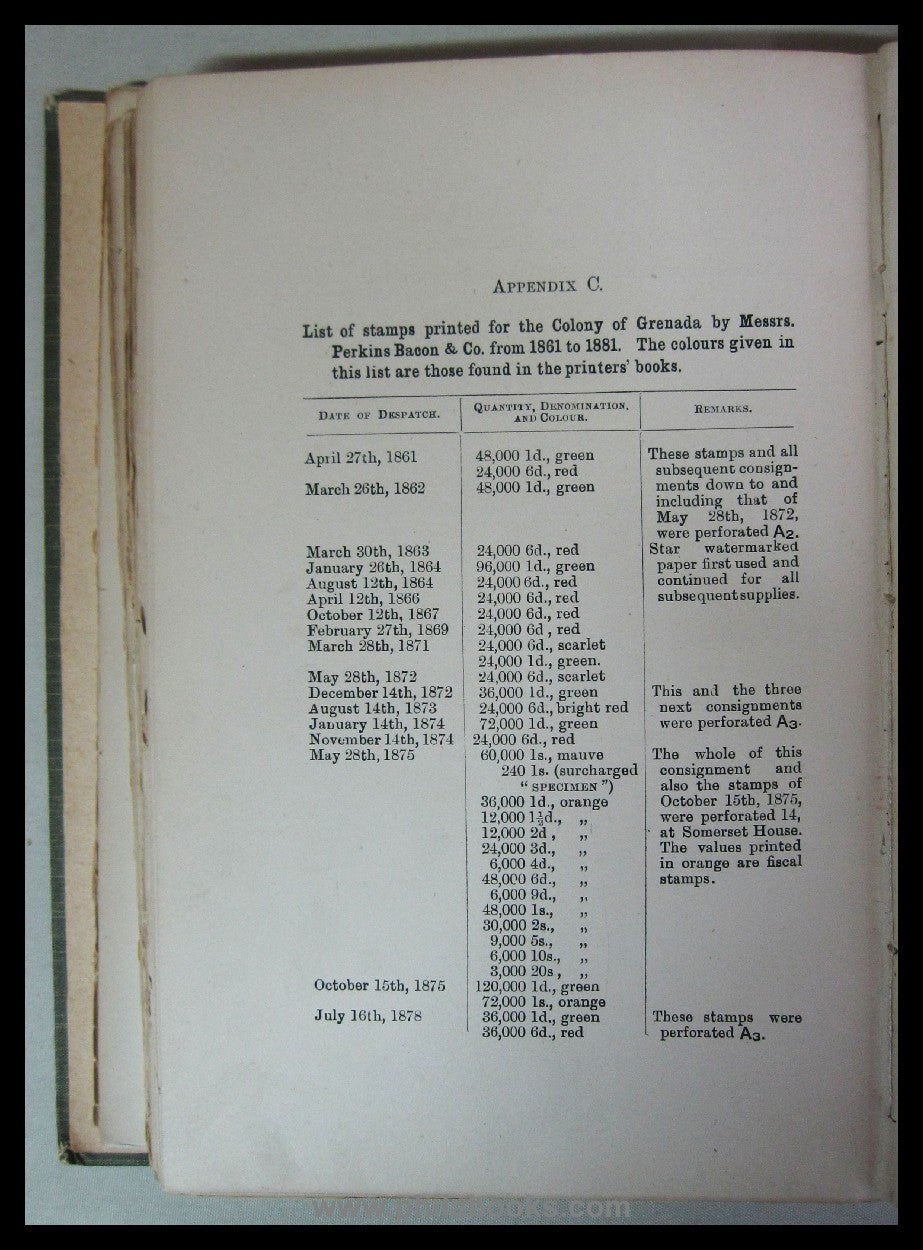 APPENDIX C.
List of stamps printed for the Colony of Grenada by Messrs.
Perkins Bacon & Co. from 1861 to 1881. The colours given in
this list are those found in the printers' books.
DATE OF DESPATCH. QUANTITY, DENOMINATION, AND COLOUR. REMARKS.
April 27th, 1861 48,000 1d., green These stamps and all
24,000 6d., red subsequent consign-
March 26th, 1862 48,000 1d., green ments down to and
including that of
May 28th, 1872,
were perforated A2.
March 30th, 1863 24,000 6d., red Star watermarked
January 26th, 1864 96,000 1d., green paper first used and
August 12th, 1864 24,000 6d., red continued for all
April 12th, 1866 24,000 6d., red subsequent supplies.
October 12th, 1867 24,000 6d., red
February 27th, 1869 24,000 6d , red
March 28th, 1871 24,000 6d., scarlet
24,000 1d., green.
May 28th, 1872 24,000 6d., scarlet
December 14th, 1872 36,000 1d., green This and the three
August 14th, 1873 24,000 6d., bright red next consignments
January 14th, 1874 72,000 1d., green were perforated A3.
November 14th, 1874 24,000 6d., red
May 28th, 1875 60,000 1s., mauve The whole of this
240 1s. (surcharged consignment and
"SPECIMEN") also the stamps of
36,000 1d., orange October 15th, 1875,
12,000 1½d., „ were perforated 14,
12,000 2d , „ at Somerset House.
24,000 3d., „ The values printed
6,000 4d., „ in orange are fiscal
48,000 6d., „ stamps.
6,000 9d., „
48,000 1s., „
30,000 2s., „
9,000 5s., „
6,000 10s., „
3,000 20s , „
October 15th, 1875 120,000 1d., green
72,000 1s., orange
July 16th, 1878 36,000 1d., green These stamps were
36,000 6d., red perforated A3.